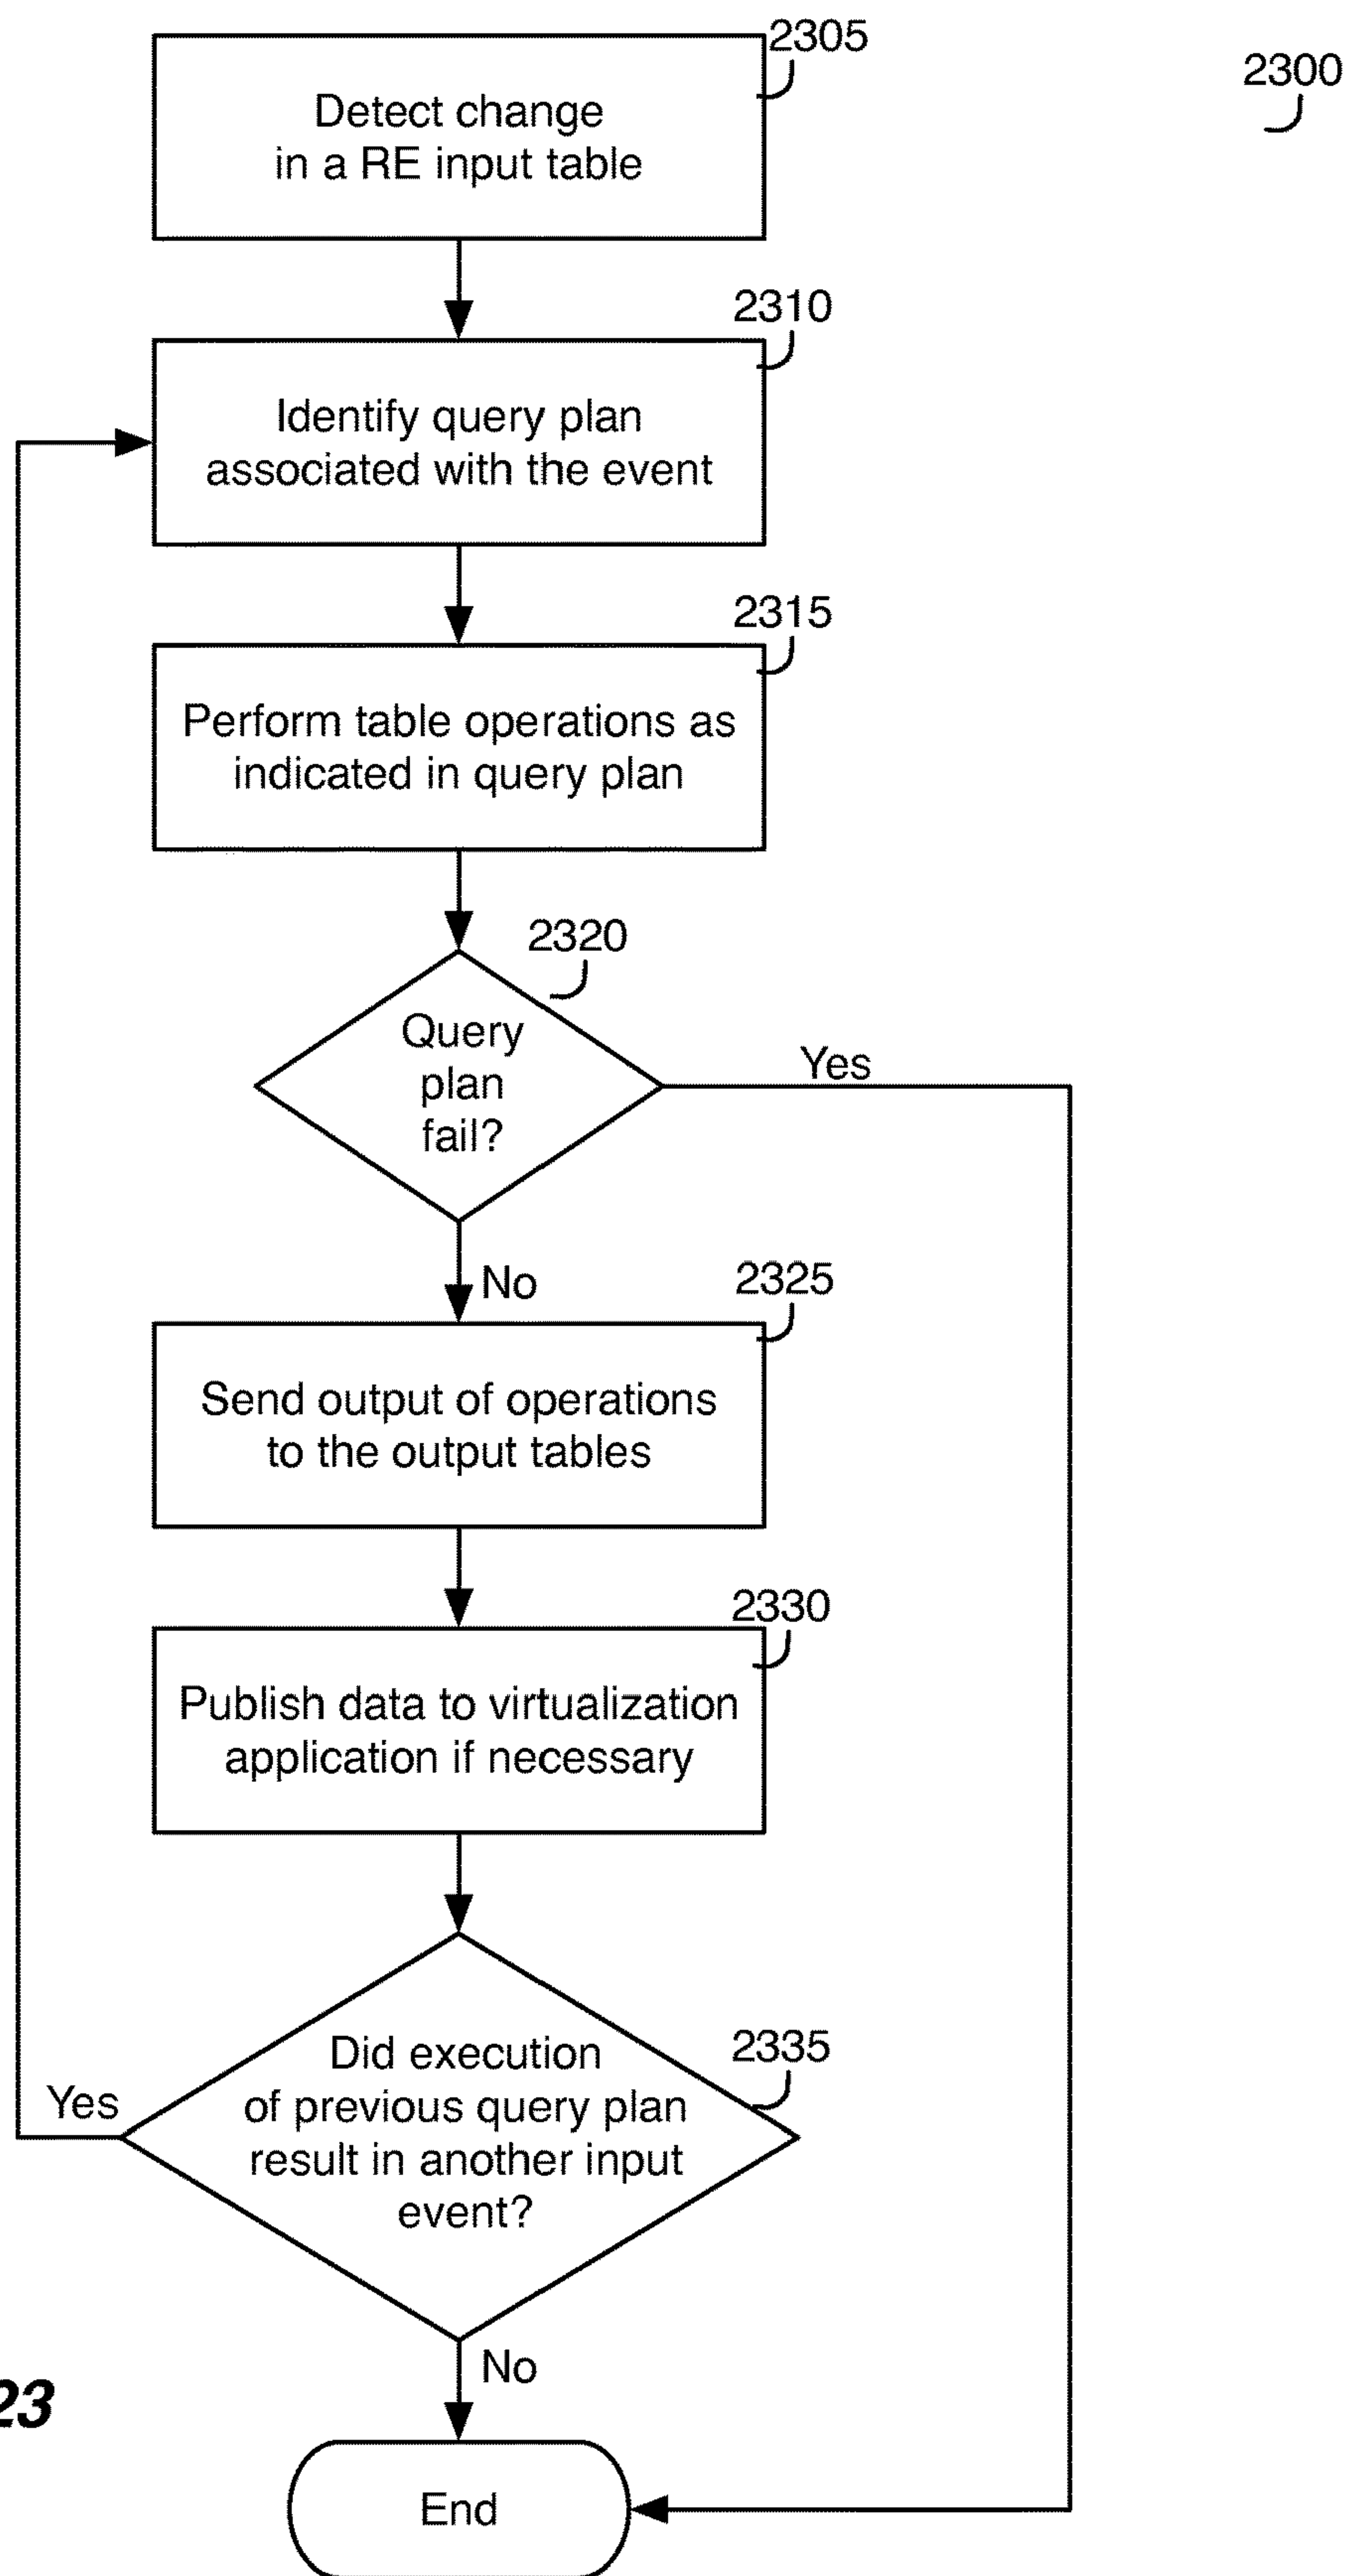 2305
2300
Detect change
in a RE input table
2310
Identify query plan
associated with the event
2315
Perform table operations as
indicated in query plan
2320
Query
plan
fail?
Yes
No
2325
Send output of operations
to the output tables
2330
Publish data to virtualization
application if necessary
2335
Did execution
of previous query plan
result in another input
event?
Yes
No
23
End